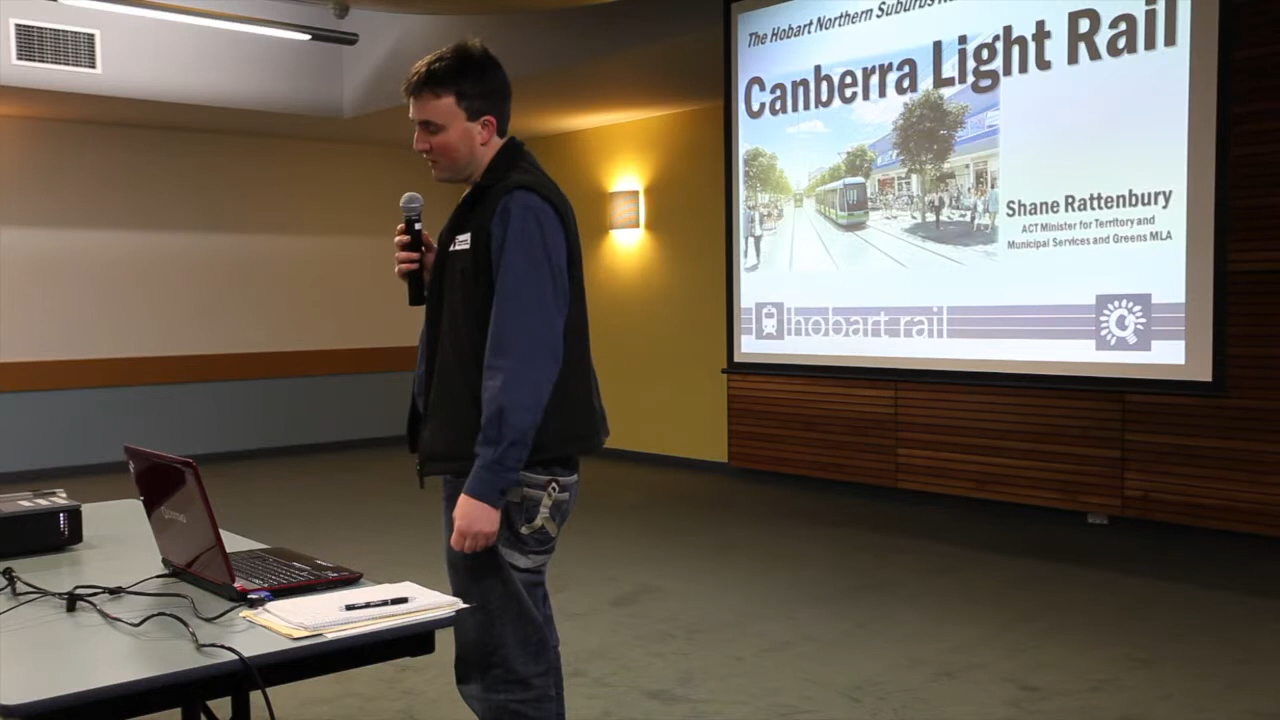 The Hobart Northern Suburbs
Canberra Light Rail
Shane Rattenbury
ACT Minister for Territory and
Municipal Services and Greens MLA
hobart rail